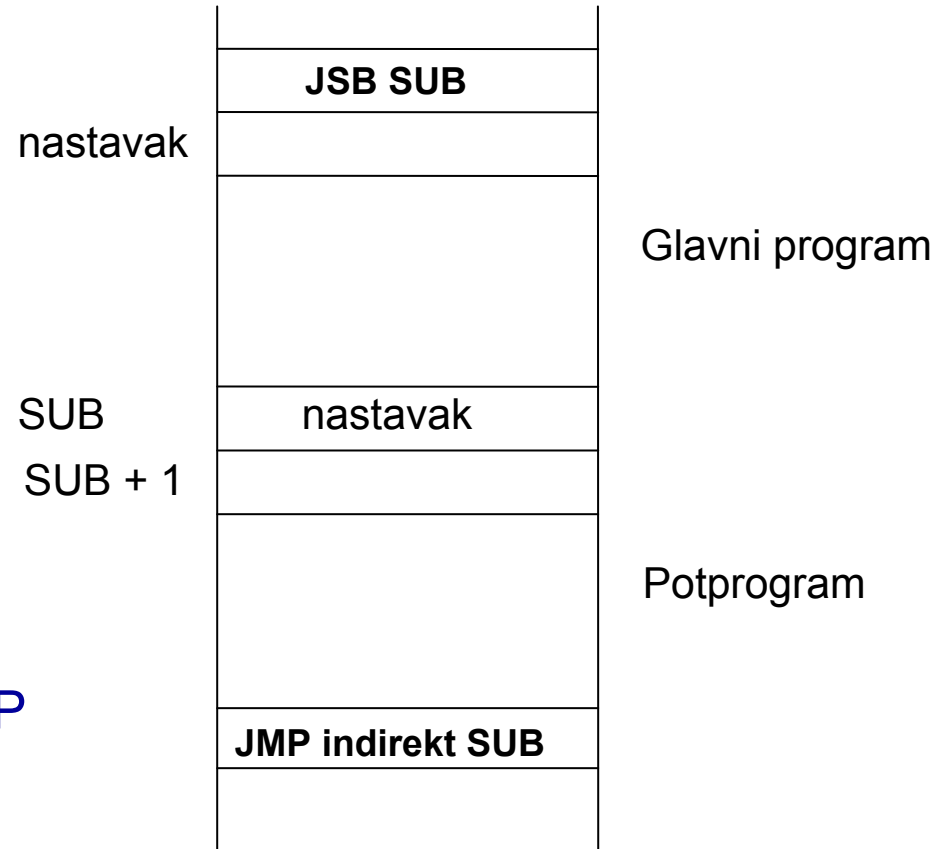 JSB SUB
nastavak
Glavni program
SUB nastavak
SUB + 1
Potprogram
P
JMP indirekt SUB